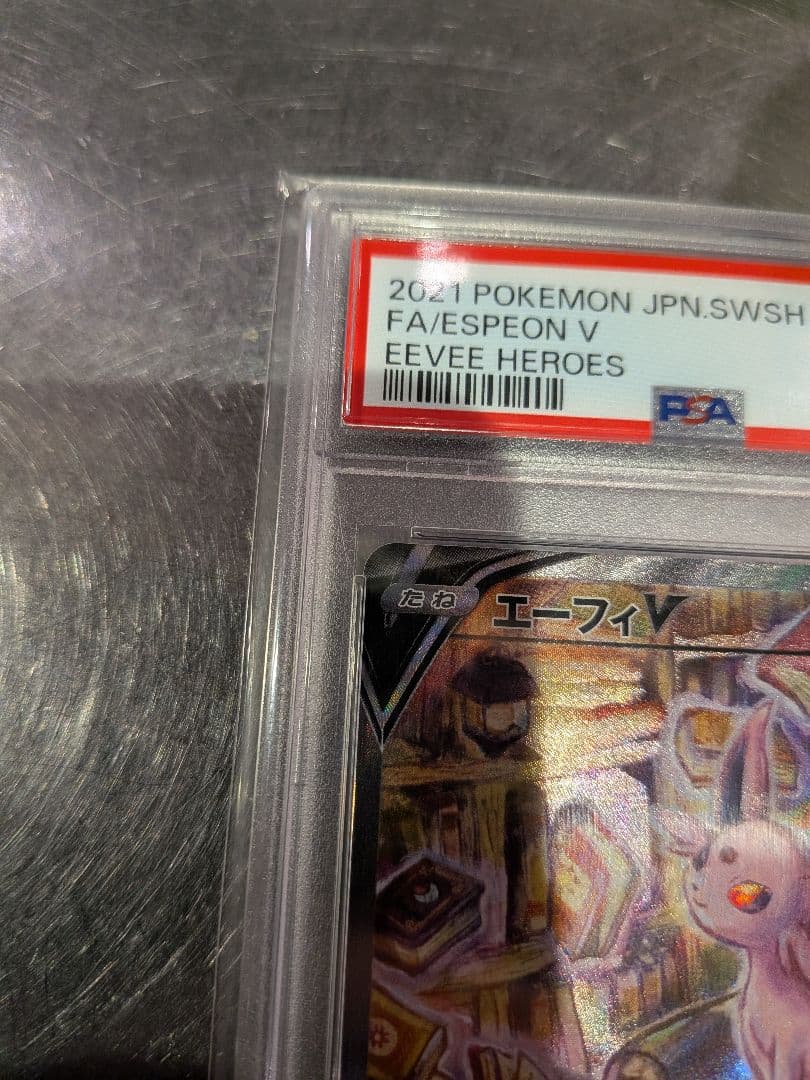 2021 POKEMON JPN.SWSH
FA/ESPEON V
EEVEE HEROES
PSA
たね エーフィV